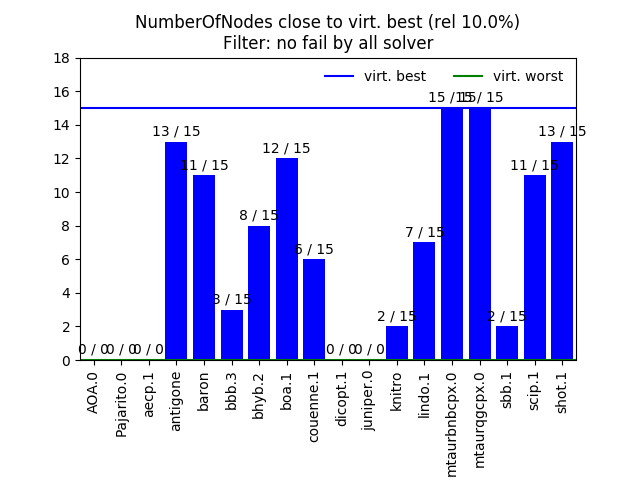 NumberOfNodes close to virt. best (rel 10.0%)
Filter: no fail by all solver
virt. best
virt. worst
18
16
14
12
10
8
6
4
2
0
0 / 0
0 / 0
0 / 0
13 / 15
11 / 15
3 / 15
8 / 15
12 / 15
6 / 15
0 / 0
0 / 0
2 / 15
7 / 15
15 / 15
15 / 15
2 / 15
11 / 15
13 / 15
AOA.0
Pajarito.0
aecp.1
antigone
baron
bbb.3
bhyb.2
boa.1
couenne.1
dicopt.1
juniper.0
knitro
lindo.1
mtaurbnbcpx.0
mtaurqgcpx.0
sbb.1
scip.1
shot.1